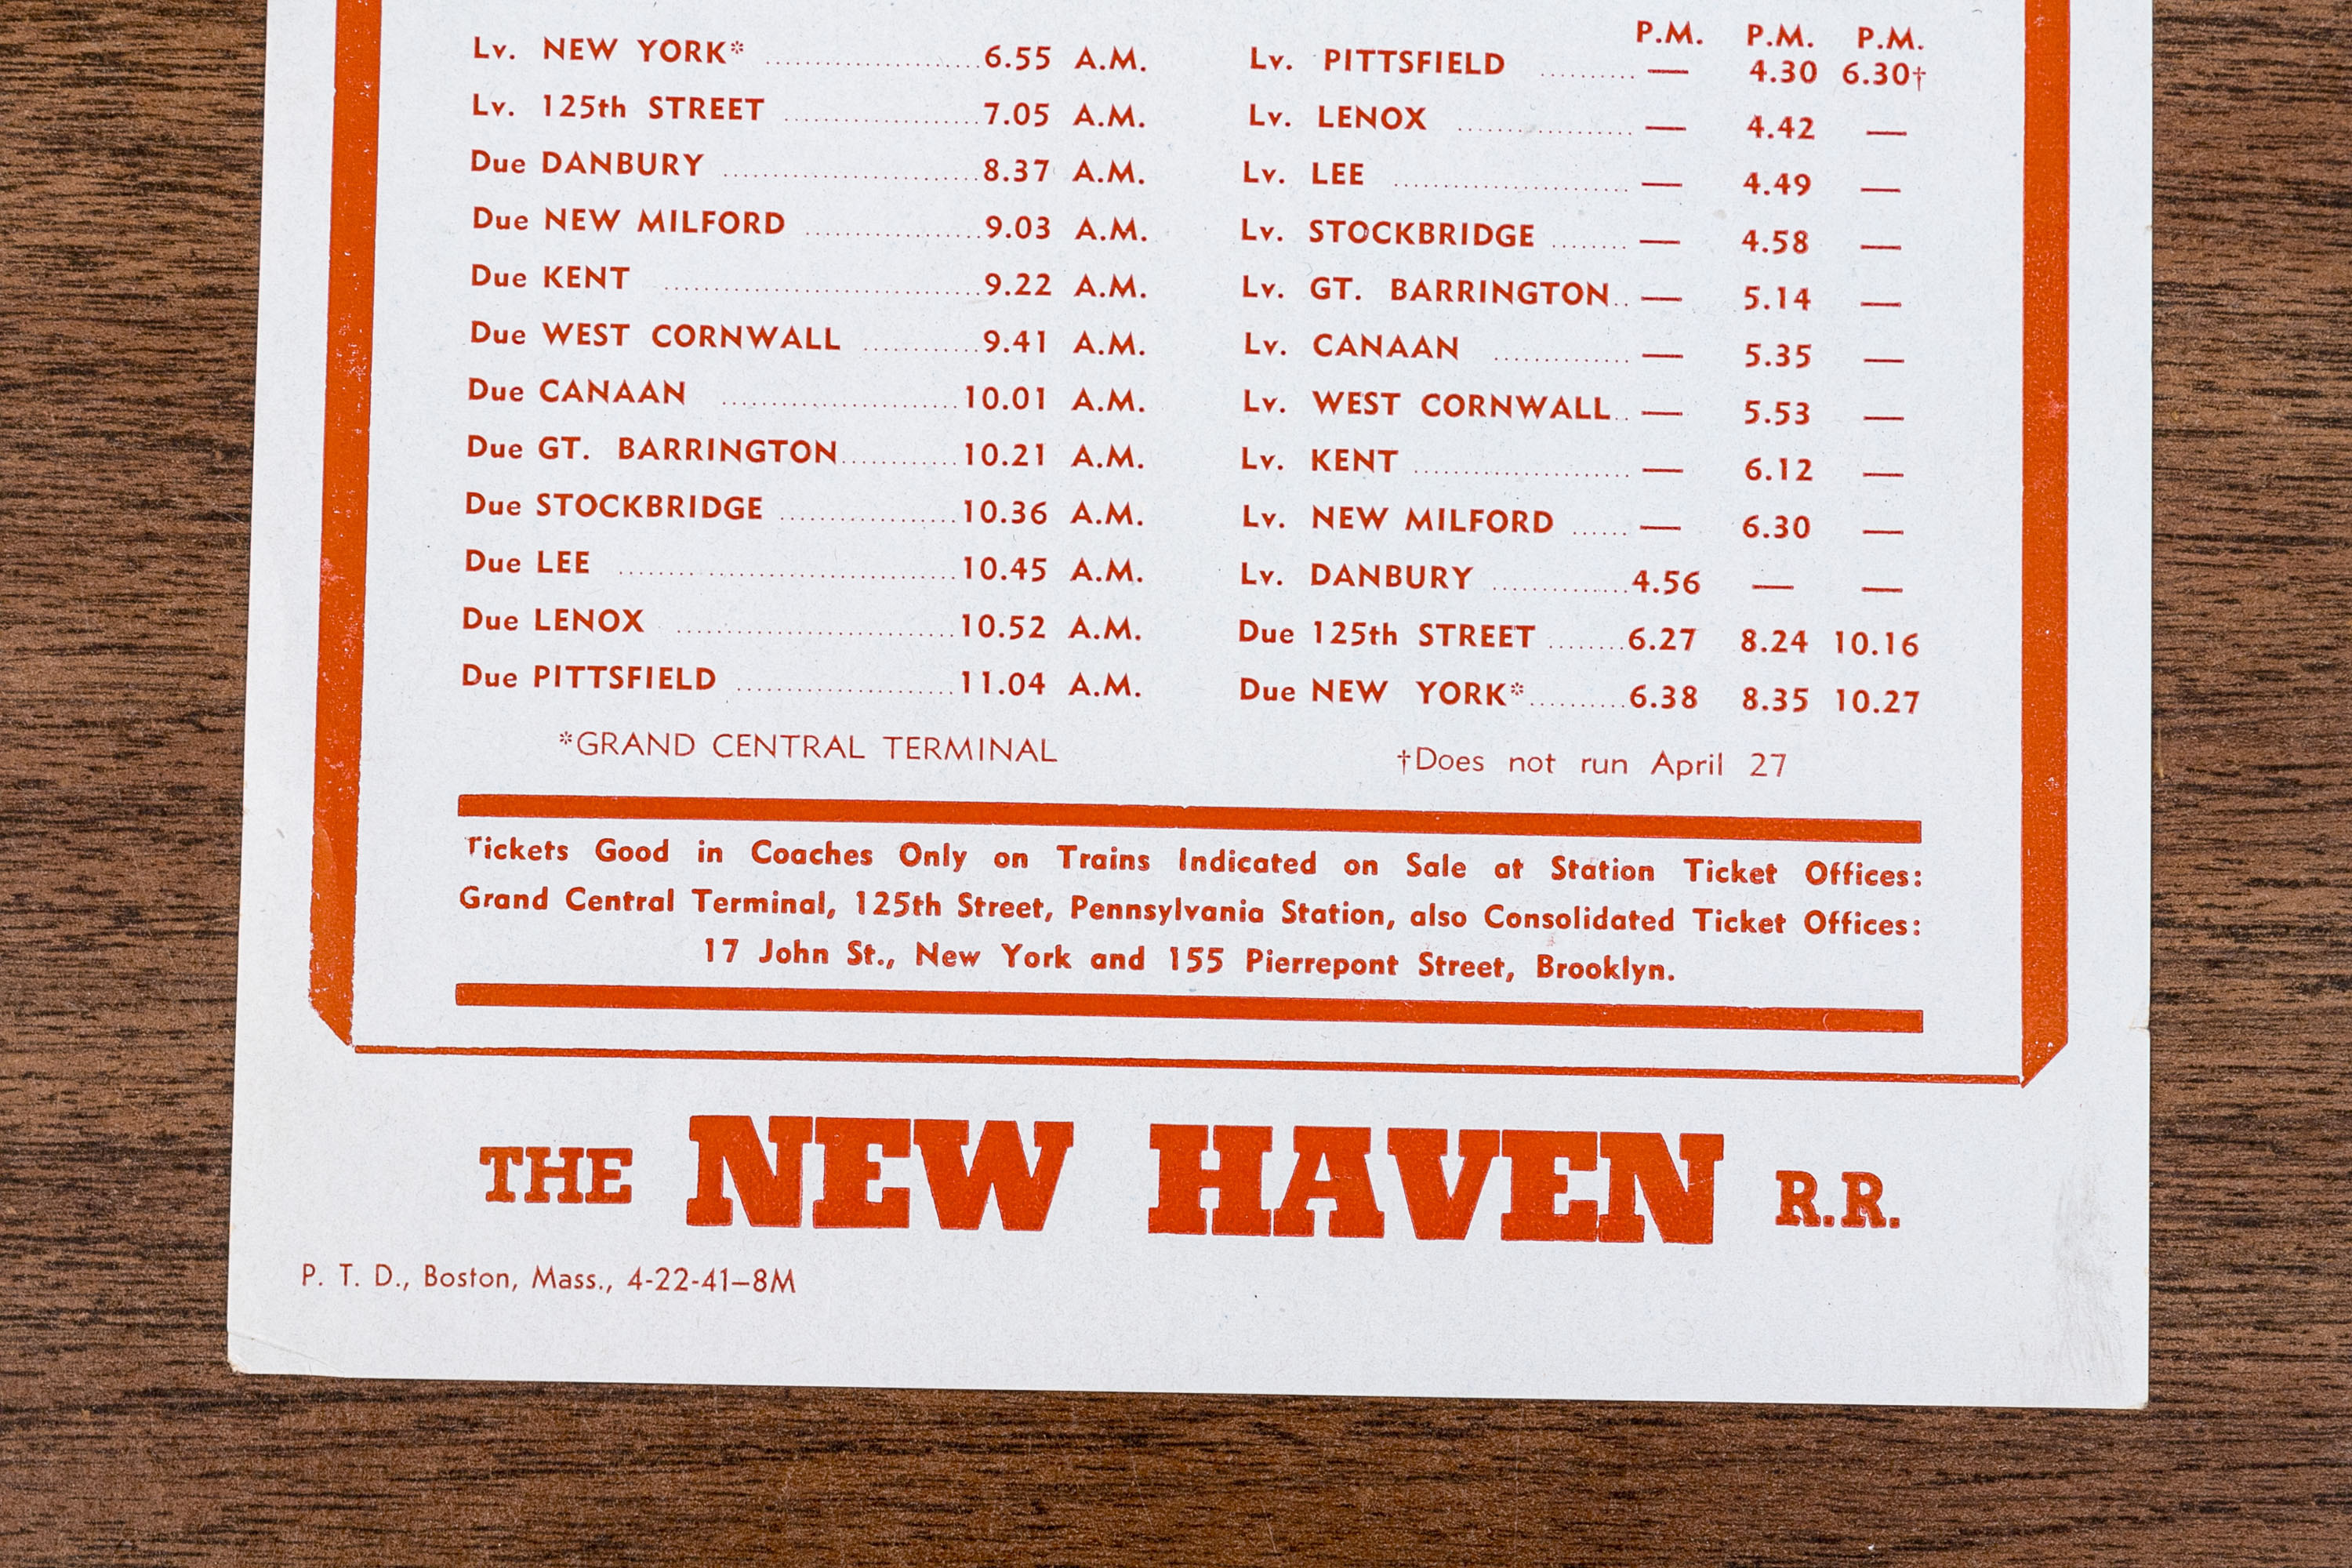 Lv. NEW YORK* ........ 6.55 A.M.
Lv. 125th STREET ........ 7.05 A.M.
Due DANBURY ........ 8.37 A.M.
Due NEW MILFORD ........ 9.03 A.M.
Due KENT ........ 9.22 A.M.
Due WEST CORNWALL ........ 9.41 A.M.
Due CANAAN ........ 10.01 A.M.
Due GT. BARRINGTON ........ 10.21 A.M.
Due STOCKBRIDGE ........ 10.36 A.M.
Due LEE ........ 10.45 A.M.
Due LENOX ........ 10.52 A.M.
Due PITTSFIELD ........ 11.04 A.M.
*GRAND CENTRAL TERMINAL
P.M. P.M. P.M.
Lv. PITTSFIELD ........ — 4.30 6.30†
Lv. LENOX ........ — 4.42 —
Lv. LEE ........ — 4.49 —
Lv. STOCKBRIDGE ........ — 4.58 —
Lv. GT. BARRINGTON .. — 5.14 —
Lv. CANAAN ........ — 5.35 —
Lv. WEST CORNWALL .. — 5.53 —
Lv. KENT ........ — 6.12 —
Lv. NEW MILFORD ...... — 6.30 —
Lv. DANBURY ........ 4.56 — —
Due 125th STREET ........ 6.27 8.24 10.16
Due NEW YORK* ........ 6.38 8.35 10.27
†Does not run April 27
Tickets Good in Coaches Only on Trains Indicated on Sale at Station Ticket Offices:
Grand Central Terminal, 125th Street, Pennsylvania Station, also Consolidated Ticket Offices:
17 John St., New York and 155 Pierrepont Street, Brooklyn.
THE NEW HAVEN R.R.
P. T. D., Boston, Mass., 4-22-41—8M